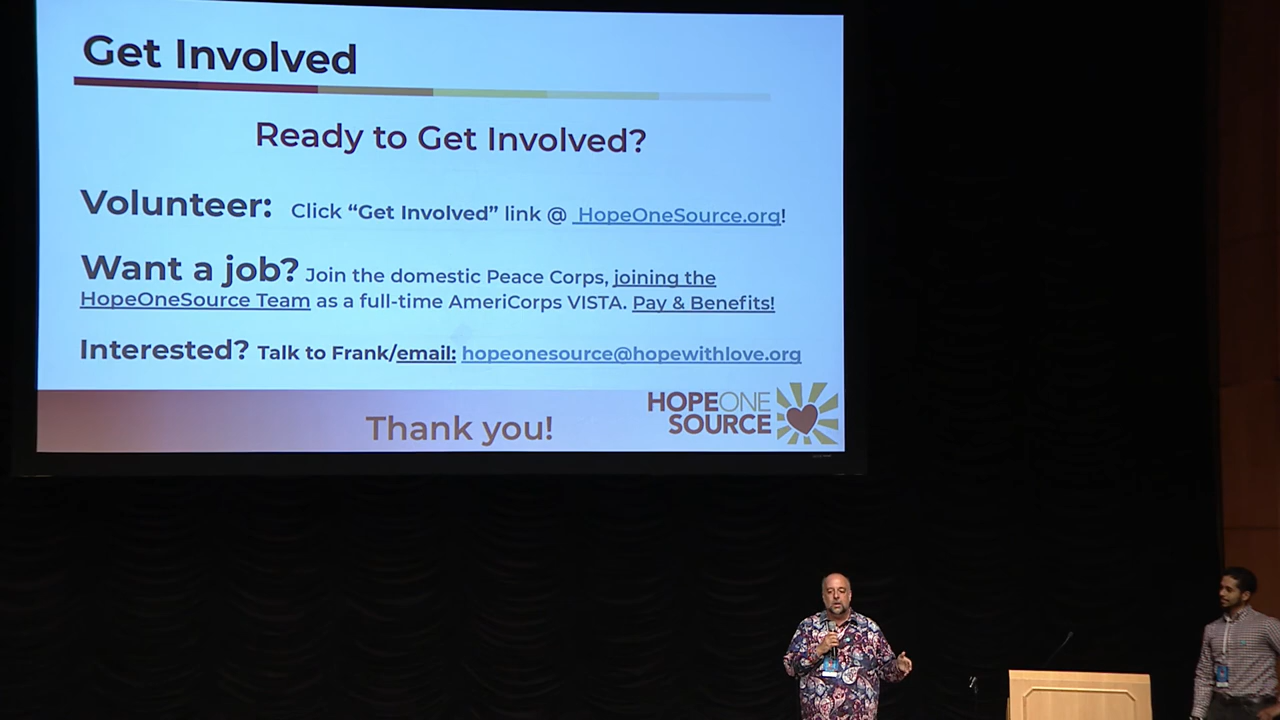 Get Involved
Ready to Get Involved?
Volunteer: Click “Get Involved” link @ HopeOneSource.org!
Want a job? Join the domestic Peace Corps, joining the
HopeOneSource Team as a full-time AmeriCorps VISTA. Pay & Benefits!
Interested? Talk to Frank/email: hopeonesource@hopewithlove.org
Thank you!
HOPEONE
SOURCE